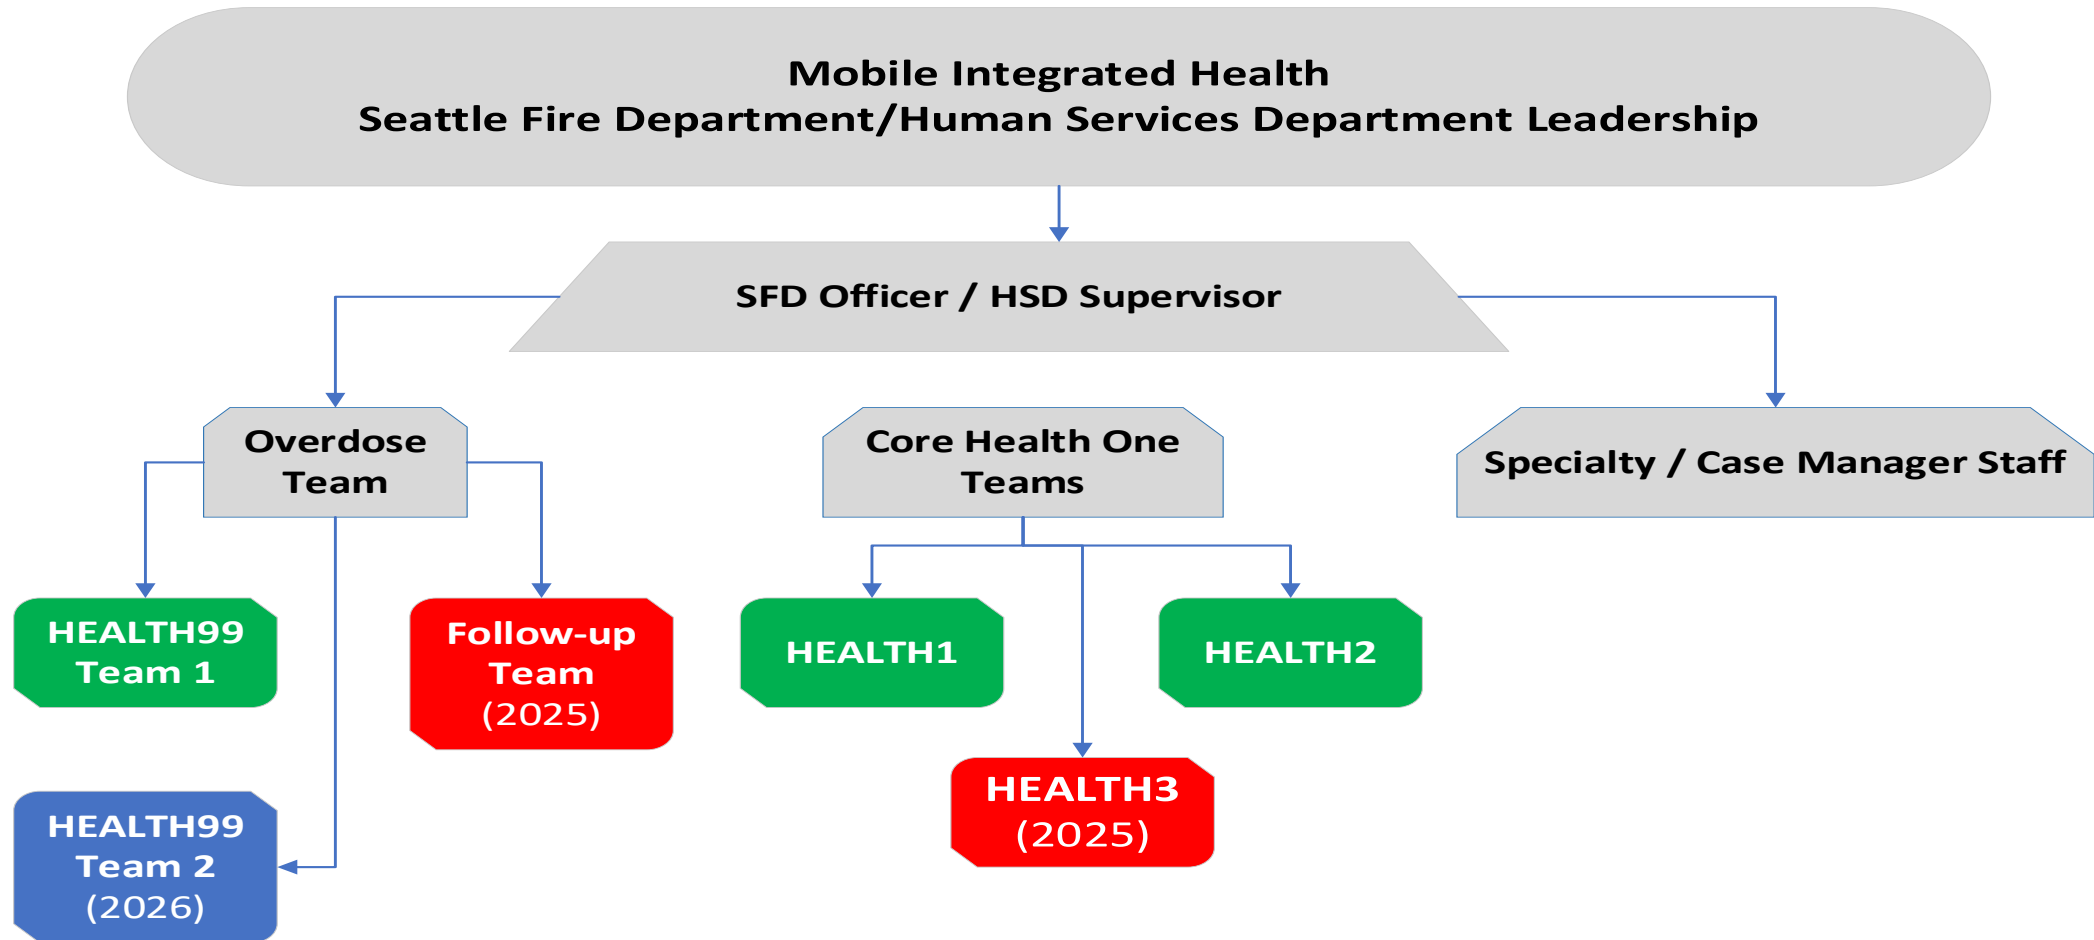 Mobile Integrated Health
Seattle Fire Department/Human Services Department Leadership
SFD Officer / HSD Supervisor
Overdose
Team
Core Health One
Teams
Specialty / Case Manager Staff
HEALTH99
Team 1
Follow-up
Team
(2025)
HEALTH1
HEALTH2
HEALTH3
(2025)
HEALTH99
Team 2
(2026)